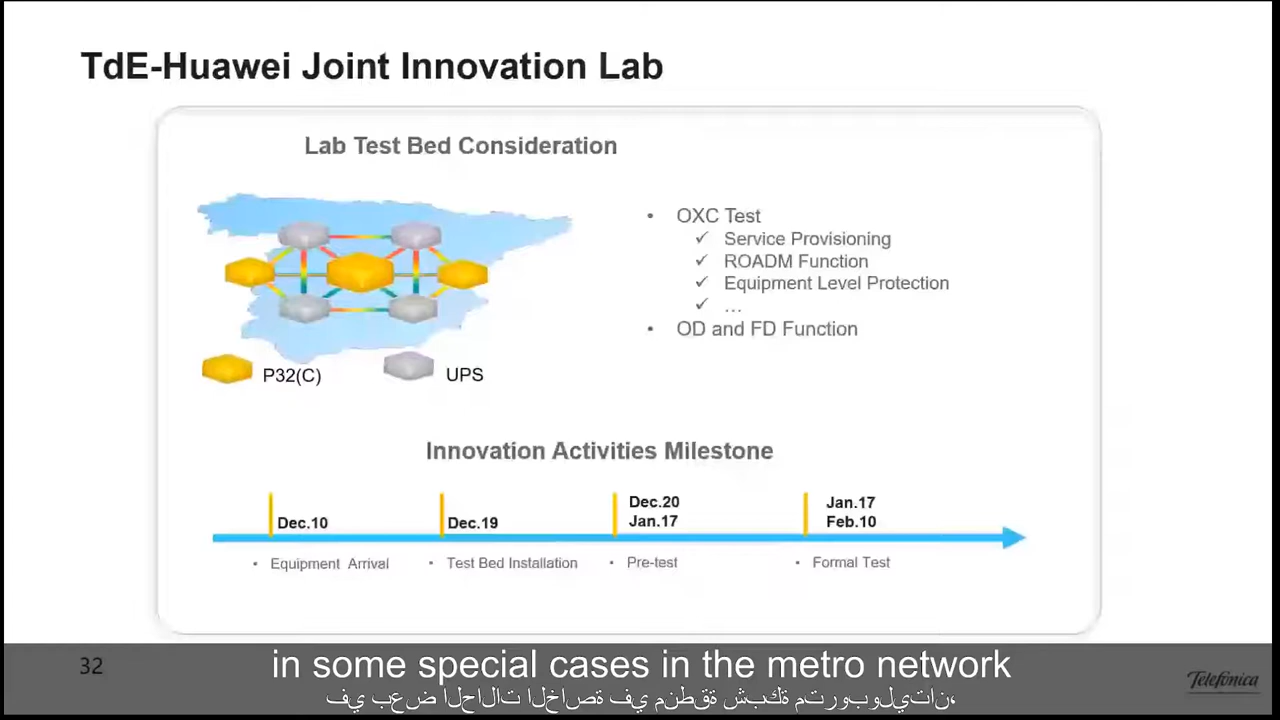 TdE-Huawei Joint Innovation Lab
Lab Test Bed Consideration
• OXC Test
✓ Service Provisioning
✓ ROADM Function
✓ Equipment Level Protection
✓ ...
• OD and FD Function
P32(C)
UPS
Innovation Activities Milestone
Dec.10
Dec.19
Dec.20
Jan.17
Jan.17
Feb.10
• Equipment Arrival
• Test Bed Installation
• Pre-test
• Formal Test
32
in some special cases in the metro network
في بعض الحالات الخاصة في منطقة شبكة متروبوليتان،
Telefónica